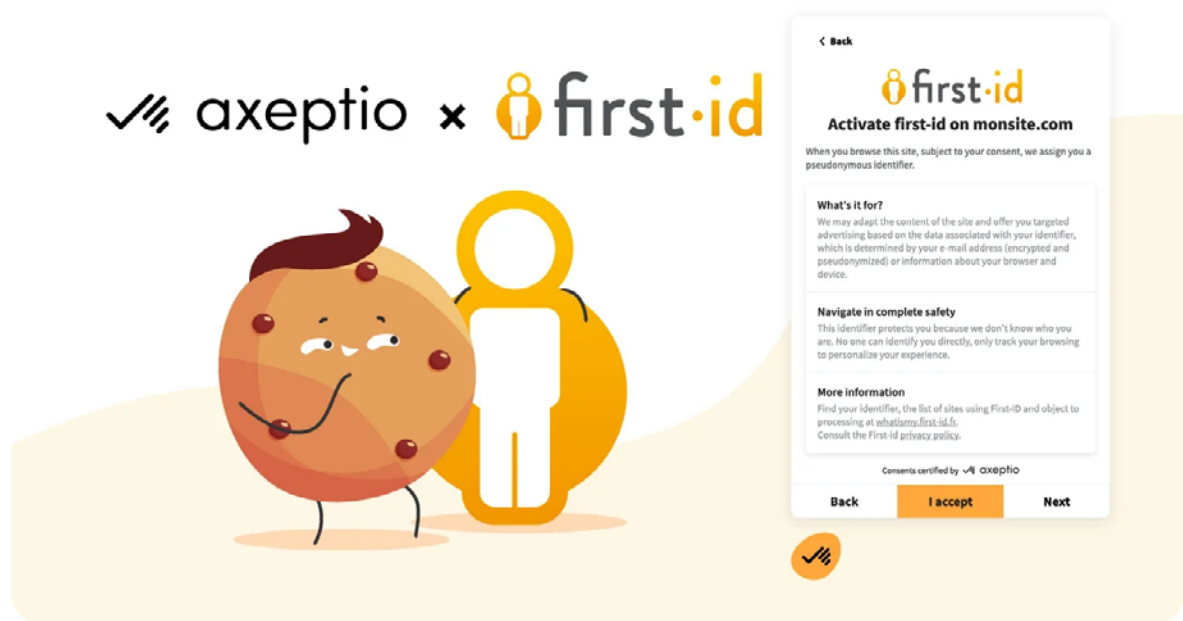 axeptio × first·id
< Back
first·id
Activate first-id on monsite.com
When you browse this site, subject to your consent, we assign you a
pseudonymous identifier.
What's it for?
We may adapt the content of the site and offer you targeted
advertising based on the data associated with your identifier,
which is determined by your e-mail address (encrypted and
pseudonymized) or information about your browser and
device.
Navigate in complete safety
This identifier protects you because we don't know who you
are. No one can identify you directly, only track your browsing
to personalize your experience.
More information
Find your identifier, the list of sites using First-ID and object to
processing at whatismy.first-id.fr.
Consult the First-id privacy policy.
Consents certified by axeptio
Back I accept Next